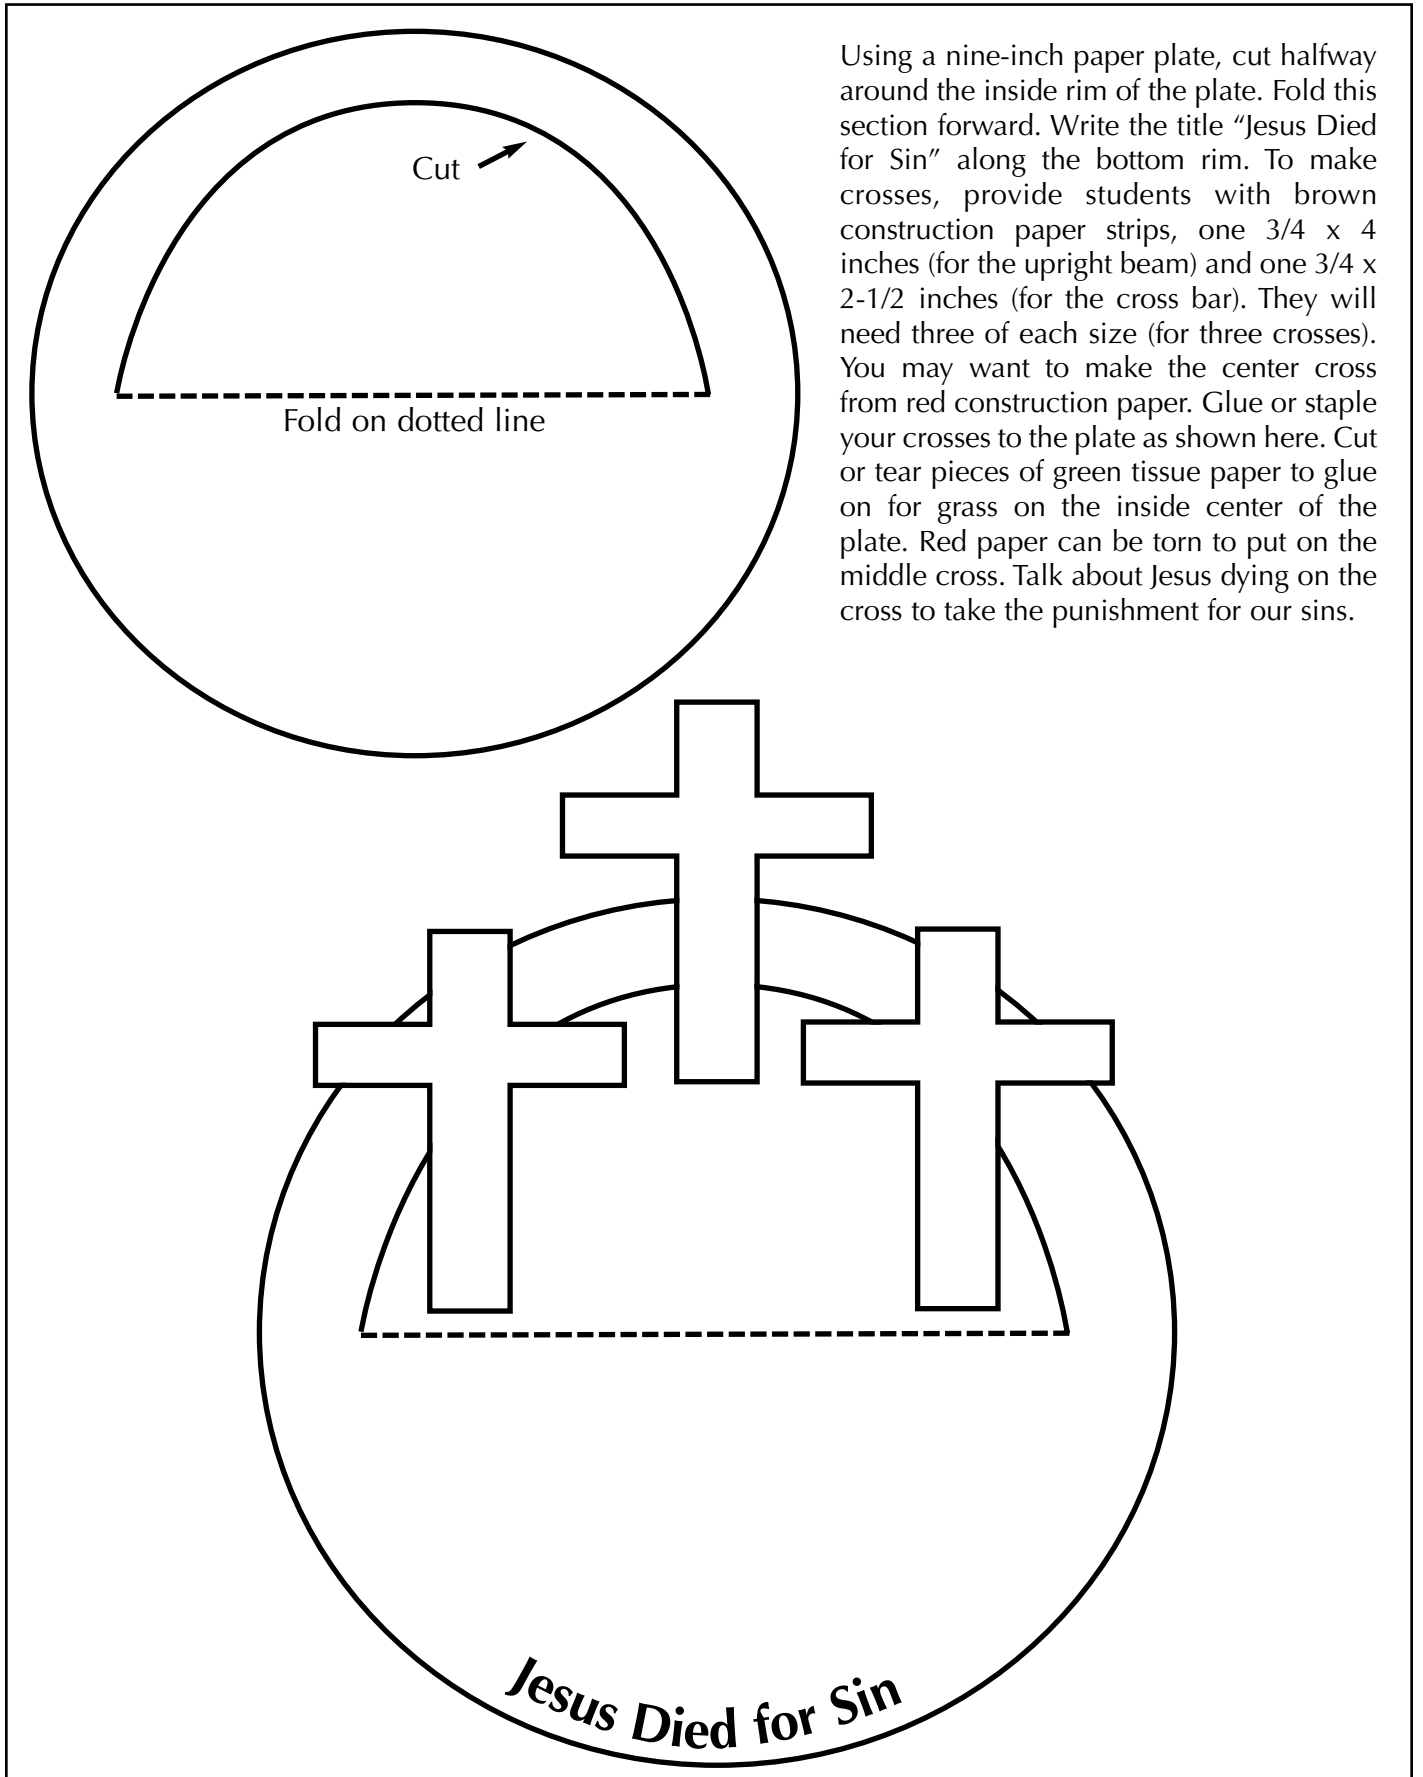 Using a nine-inch paper plate, cut halfway
around the inside rim of the plate. Fold this
section forward. Write the title “Jesus Died
for Sin” along the bottom rim. To make
crosses, provide students with brown
construction paper strips, one 3/4 x 4
inches (for the upright beam) and one 3/4 x
2-1/2 inches (for the cross bar). They will
need three of each size (for three crosses).
You may want to make the center cross
from red construction paper. Glue or staple
your crosses to the plate as shown here. Cut
or tear pieces of green tissue paper to glue
on for grass on the inside center of the
plate. Red paper can be torn to put on the
middle cross. Talk about Jesus dying on the
cross to take the punishment for our sins.
Cut
Fold on dotted line
Jesus Died for Sin